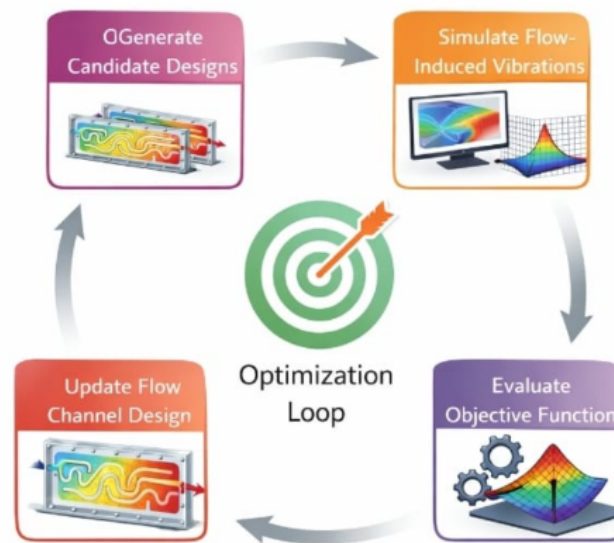 OGenerate
Candidate Designs
Simulate Flow-
Induced Vibrations
Optimization
Loop
Update Flow
Channel Design
Evaluate
Objective Function